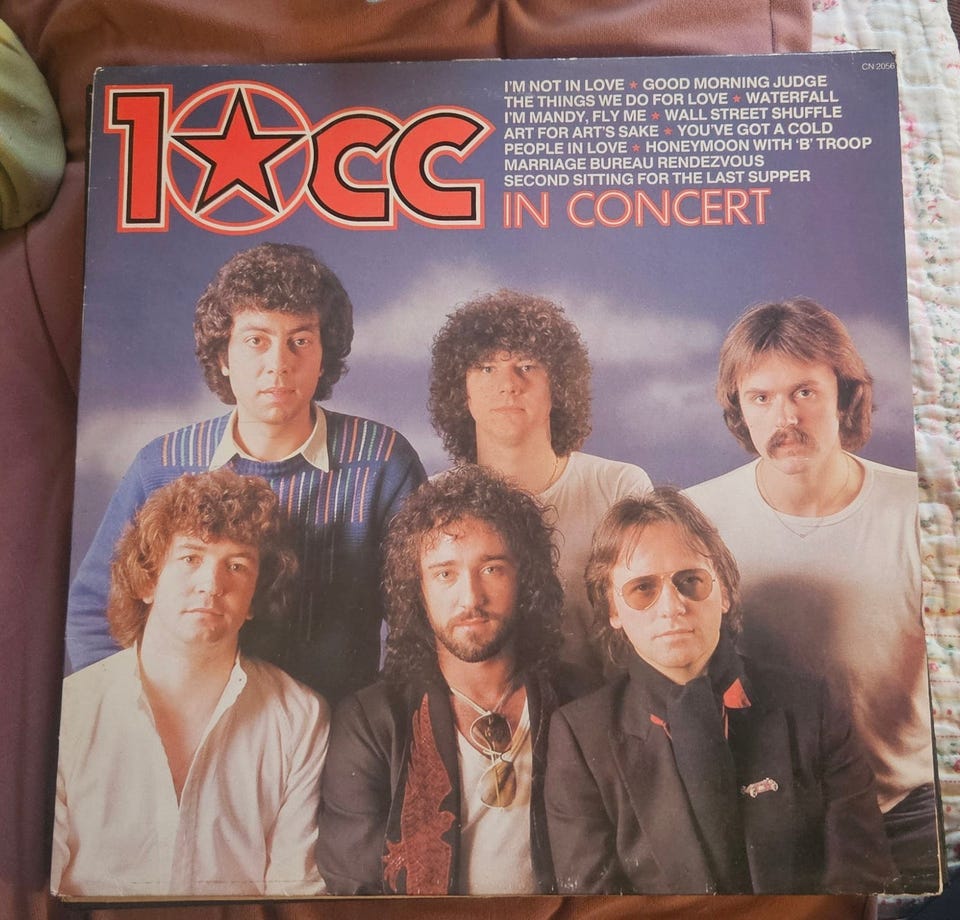 10cc
CN 2056
I'M NOT IN LOVE ★ GOOD MORNING JUDGE
THE THINGS WE DO FOR LOVE ★ WATERFALL
I'M MANDY, FLY ME ★ WALL STREET SHUFFLE
ART FOR ART'S SAKE ★ YOU'VE GOT A COLD
PEOPLE IN LOVE ★ HONEYMOON WITH 'B' TROOP
MARRIAGE BUREAU RENDEZVOUS
SECOND SITTING FOR THE LAST SUPPER
IN CONCERT